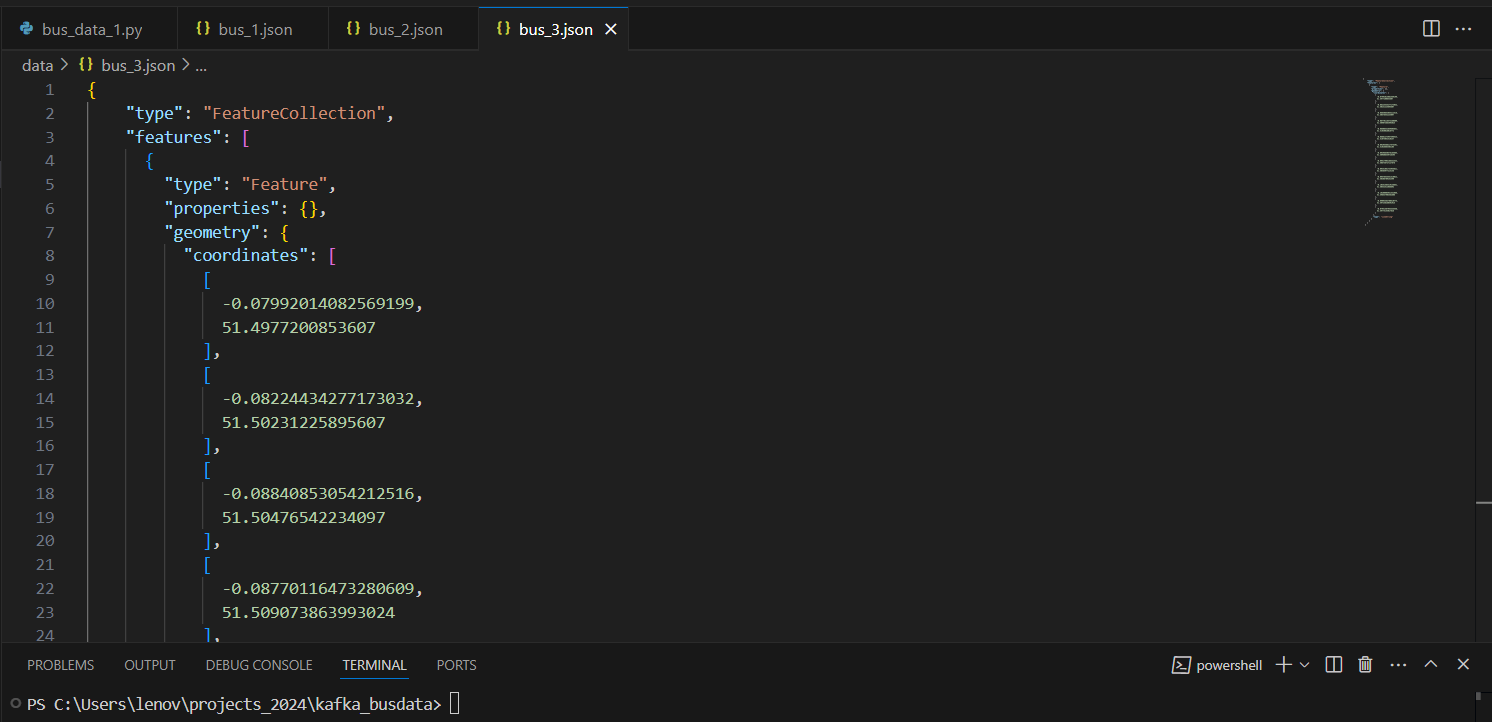 bus_data_1.py {} bus_1.json {} bus_2.json {} bus_3.json
data > {} bus_3.json > ...
1 {
2 "type": "FeatureCollection",
3 "features": [
4 {
5 "type": "Feature",
6 "properties": {},
7 "geometry": {
8 "coordinates": [
9 [
10 -0.07992014082569199,
11 51.4977200853607
12 ],
13 [
14 -0.08224434277173032,
15 51.50231225895607
16 ],
17 [
18 -0.08840853054212516,
19 51.50476542234097
20 ],
21 [
22 -0.08770116473280609,
23 51.509073863993024
24 ],
PROBLEMS OUTPUT DEBUG CONSOLE TERMINAL PORTS powershell
PS C:\Users\lenov\projects_2024\kafka_busdata>